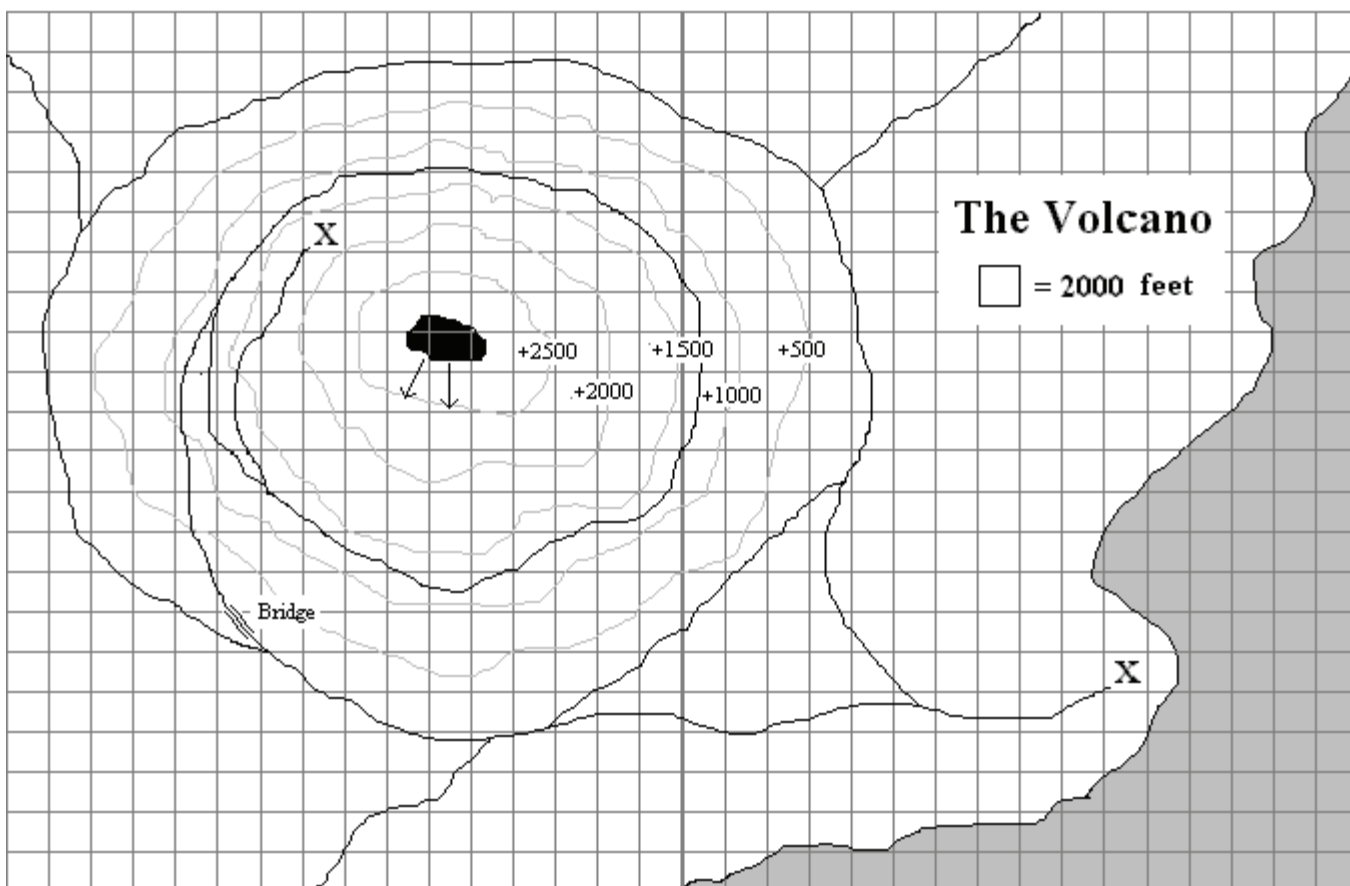 X
The Volcano
= 2000 feet
+2500
+1500
+500
+2000
+1000
Bridge
X